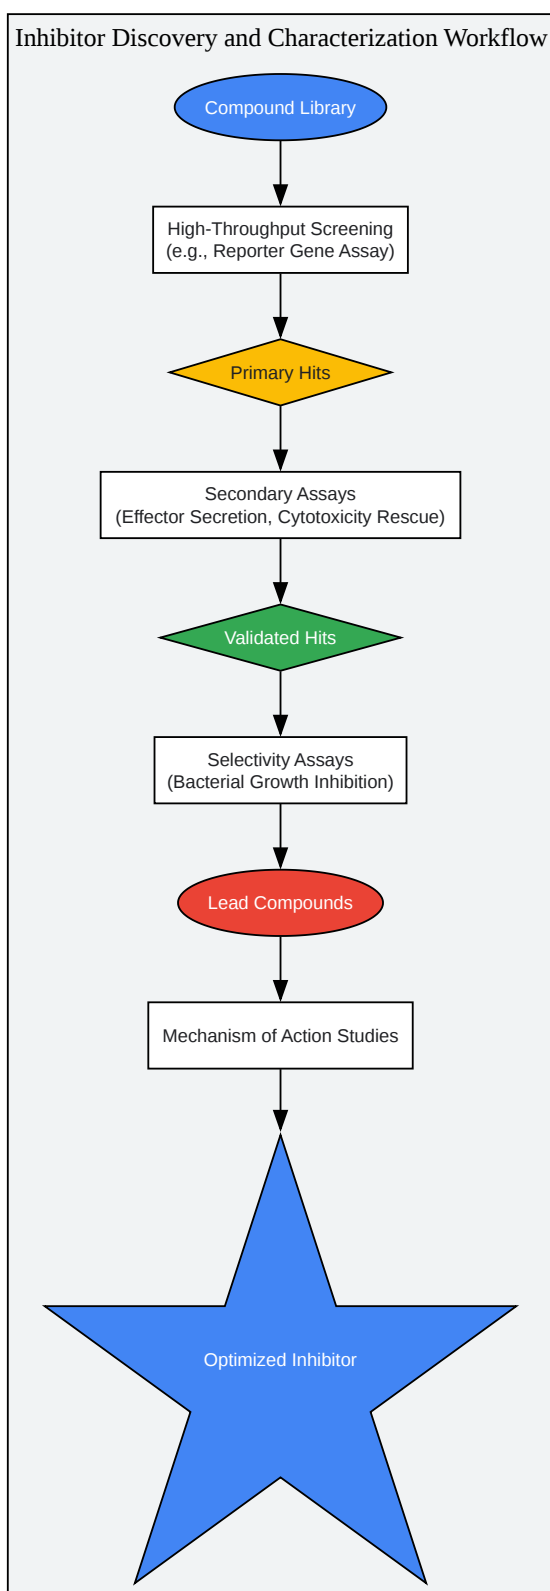 Inhibitor Discovery and Characterization Workflow
Compound Library
High-Throughput Screening
(e.g., Reporter Gene Assay)
Primary Hits
Secondary Assays
(Effector Secretion, Cytotoxicity Rescue)
Validated Hits
Selectivity Assays
(Bacterial Growth Inhibition)
Lead Compounds
Mechanism of Action Studies
Optimized Inhibitor